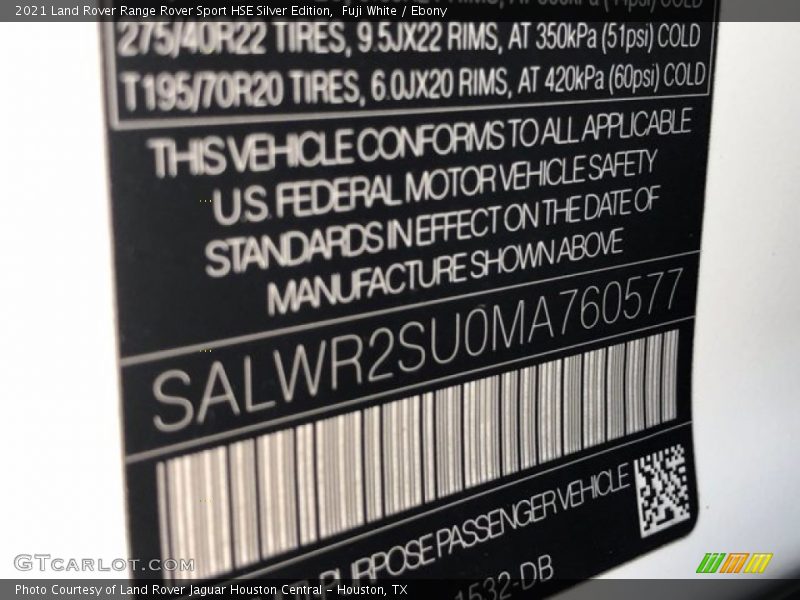 2021 Land Rover Range Rover Sport HSE Silver Edition, Fuji White / Ebony
275/40R22 TIRES, 9.5JX22 RIMS, AT 350kPa (51psi) COLD
T195/70R20 TIRES, 6.0JX20 RIMS, AT 420kPa (60psi) COLD
THIS VEHICLE CONFORMS TO ALL APPLICABLE
U.S. FEDERAL MOTOR VEHICLE SAFETY
STANDARDS IN EFFECT ON THE DATE OF
MANUFACTURE SHOWN ABOVE
SALWR2SU0MA760577
PURPOSE PASSENGER VEHICLE
1532-DB
GTCARLOT.COM
Photo Courtesy of Land Rover Jaguar Houston Central - Houston, TX